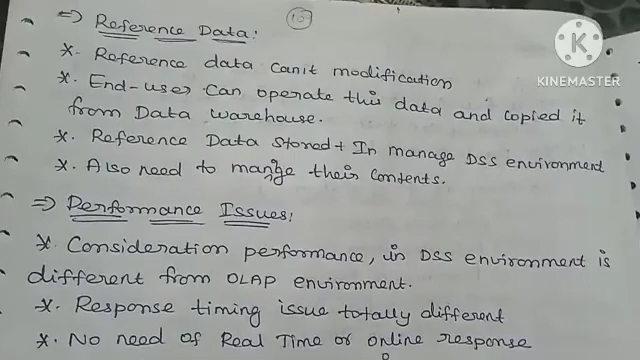 10
⇒ Reference Data:
*. Reference data Can't modification
*. End-user Can operate this data and copied it
from Data warehouse.
*. Reference Data Stored + In manage DSS environment
*. Also need to manage their Contents.
⇒ Performance Issues:
*. Consideration performance, in DSS environment is
different from OLAP environment.
*. Response timing issue totally different
*. No need of Real Time or online response
KINEMASTER